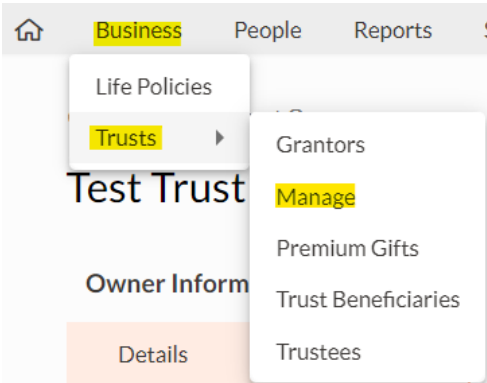 Business People Reports
Life Policies
Trusts
Grantors
Test Trust
Manage
Premium Gifts
Owner Inform
Trust Beneficiaries
Details
Trustees